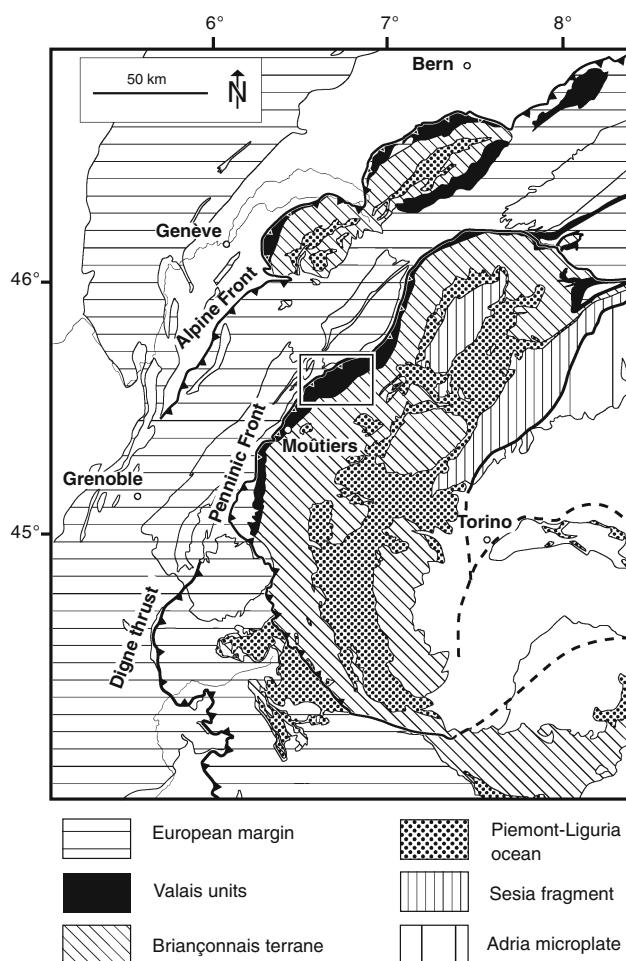 6°
7°
8°
Bern
50 km
N
Genève
46°
Alpine Front
Moûtiers
Penninic Front
Grenoble
Torino
45°
Digne thrust
European margin
Piemont-Liguria
ocean
Valais units
Sesia fragment
Briançonnais terrane
Adria microplate